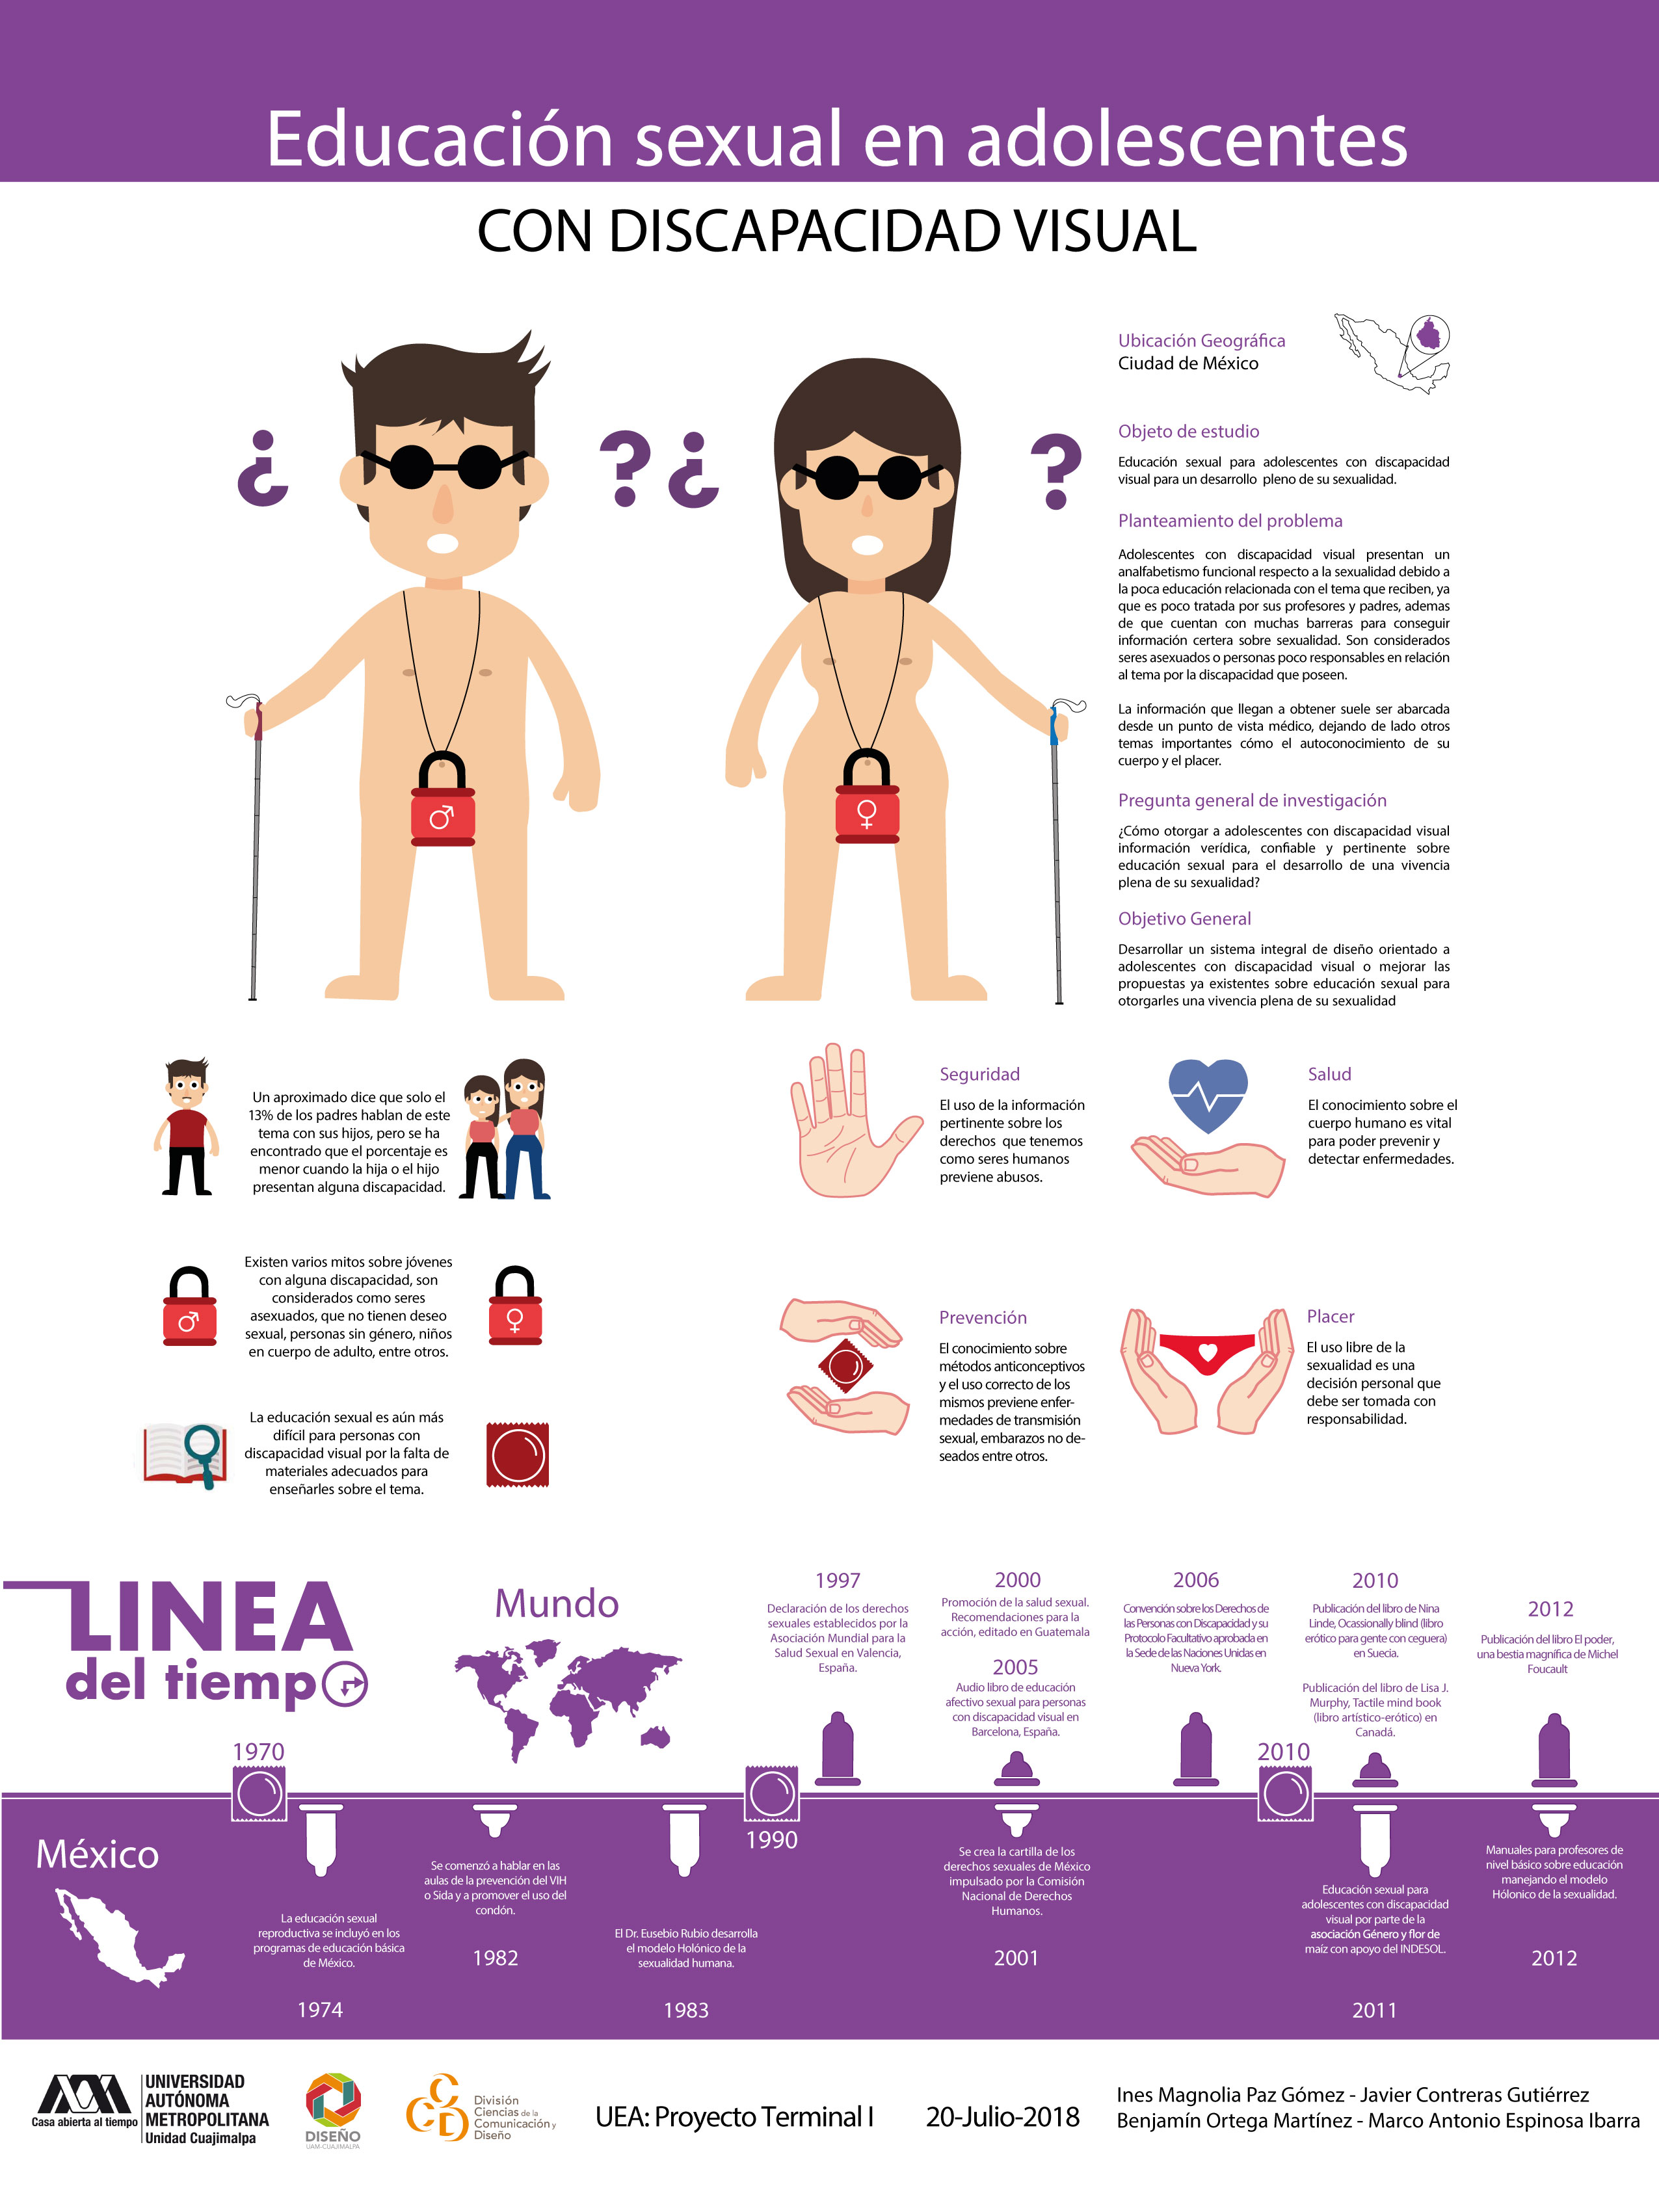 Educación sexual en adolescentes
CON DISCAPACIDAD VISUAL
¿ ? ¿ ?
Ubicación Geográfica
Ciudad de México
Objeto de estudio
Educación sexual para adolescentes con discapacidad
visual para un desarrollo pleno de su sexualidad.
Planteamiento del problema
Adolescentes con discapacidad visual presentan un
analfabetismo funcional respecto a la sexualidad debido a
la poca educación relacionada con el tema que reciben, ya
que es poco tratada por sus profesores y padres, ademas
de que cuentan con muchas barreras para conseguir
información certera sobre sexualidad. Son considerados
seres asexuados o personas poco responsables en relación
al tema por la discapacidad que poseen.
La información que llegan a obtener suele ser abarcada
desde un punto de vista médico, dejando de lado otros
temas importantes cómo el autoconocimiento de su
cuerpo y el placer.
Pregunta general de investigación
¿Cómo otorgar a adolescentes con discapacidad visual
información verídica, confiable y pertinente sobre
educación sexual para el desarrollo de una vivencia
plena de su sexualidad?
Objetivo General
Desarrollar un sistema integral de diseño orientado a
adolescentes con discapacidad visual o mejorar las
propuestas ya existentes sobre educación sexual para
otorgarles una vivencia plena de su sexualidad
Un aproximado dice que solo el
13% de los padres hablan de este
tema con sus hijos, pero se ha
encontrado que el porcentaje es
menor cuando la hija o el hijo
presentan alguna discapacidad.
Existen varios mitos sobre jóvenes
con alguna discapacidad, son
considerados como seres
asexuados, que no tienen deseo
sexual, personas sin género, niños
en cuerpo de adulto, entre otros.
La educación sexual es aún más
difícil para personas con
discapacidad visual por la falta de
materiales adecuados para
enseñarles sobre el tema.
Seguridad
El uso de la información
pertinente sobre los
derechos que tenemos
como seres humanos
previene abusos.
Salud
El conocimiento sobre el
cuerpo humano es vital
para poder prevenir y
detectar enfermedades.
Prevención
El conocimiento sobre
métodos anticonceptivos
y el uso correcto de los
mismos previene enfer-
medades de transmisión
sexual, embarazos no de-
seados entre otros.
Placer
El uso libre de la
sexualidad es una
decisión personal que
debe ser tomada con
responsabilidad.
LINEA
del tiempo
Mundo
1997
Declaración de los derechos
sexuales establecidos por la
Asociación Mundial para la
Salud Sexual en Valencia,
España.
2000
Promoción de la salud sexual.
Recomendaciones para la
acción, editado en Guatemala
2005
Audio libro de educación
afectivo sexual para personas
con discapacidad visual en
Barcelona, España.
2006
Convención sobre los Derechos de
las Personas con Discapacidad y su
Protocolo Facultativo aprobada en
la Sede de las Naciones Unidas en
Nueva York.
2010
Publicación del libro de Nina
Linde, Ocassionally blind (libro
erótico para gente con ceguera)
en Suecia.
Publicación del libro de Lisa J.
Murphy, Tactile mind book
(libro artístico-erótico) en
Canadá.
2012
Publicación del libro El poder,
una bestia magnífica de Michel
Foucault
1970
1990
2010
México
La educación sexual
reproductiva se incluyó en los
programas de educación básica
de México.
1974
Se comenzó a hablar en las
aulas de la prevención del VIH
o Sida y a promover el uso del
condón.
1982
El Dr. Eusebio Rubio desarrolla
el modelo Holónico de la
sexualidad humana.
1983
Se crea la cartilla de los
derechos sexuales de México
impulsado por la Comisión
Nacional de Derechos
Humanos.
2001
Educación sexual para
adolescentes con discapacidad
visual por parte de la
asociación Género y flor de
maíz con apoyo del INDESOL.
2011
Manuales para profesores de
nivel básico sobre educación
manejando el modelo
Hólonico de la sexualidad.
2012
Casa abierta al tiempo
UNIVERSIDAD
AUTÓNOMA
METROPOLITANA
Unidad Cuajimalpa
DISEÑO
UAM-CUAJIMALPA
CCD
División
Ciencias de la
Comunicación y
Diseño
UEA: Proyecto Terminal I
20-Julio-2018
Ines Magnolia Paz Gómez - Javier Contreras Gutiérrez
Benjamín Ortega Martínez - Marco Antonio Espinosa Ibarra